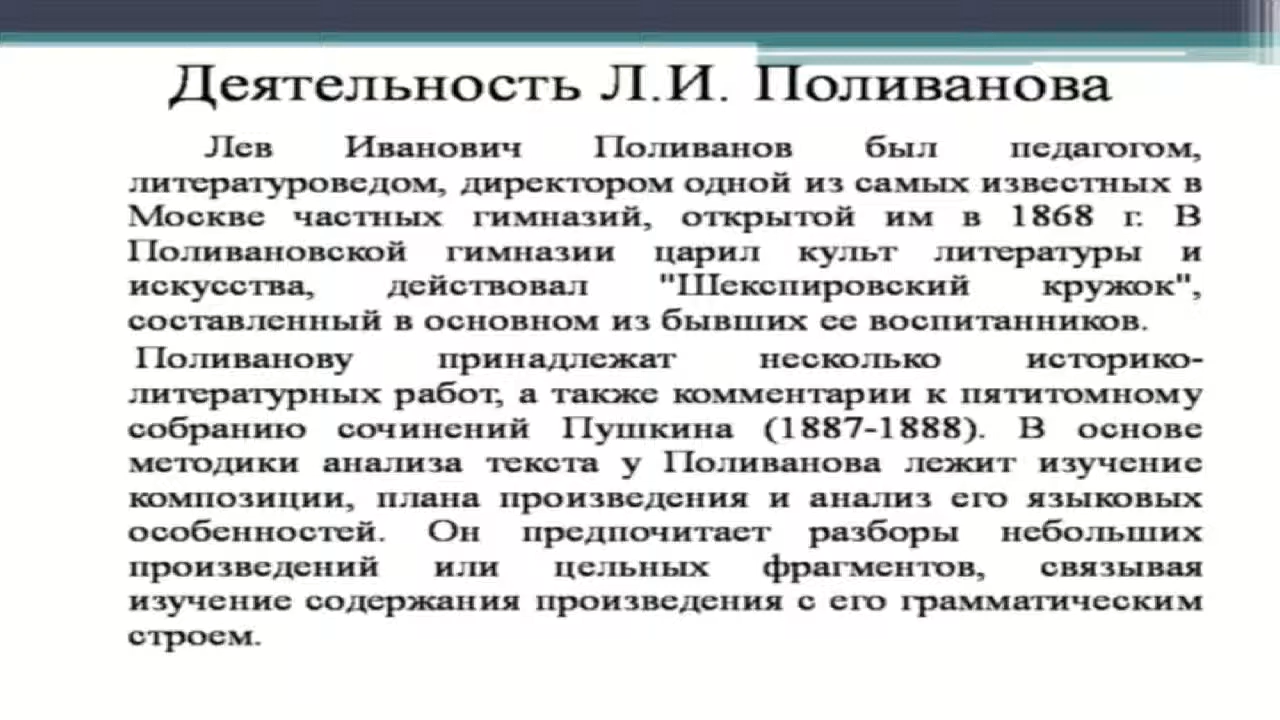 Деятельность Л.И. Поливанова
Лев Иванович Поливанов был педагогом,
литературоведом, директором одной из самых известных в
Москве частных гимназий, открытой им в 1868 г. В
Поливановской гимназии царил культ литературы и
искусства, действовал "Шекспировский кружок",
составленный в основном из бывших ее воспитанников.
Поливанову принадлежат несколько историко-
литературных работ, а также комментарии к пятитомному
собранию сочинений Пушкина (1887-1888). В основе
методики анализа текста у Поливанова лежит изучение
композиции, плана произведения и анализ его языковых
особенностей. Он предпочитает разборы небольших
произведений или цельных фрагментов, связывая
изучение содержания произведения с его грамматическим
строем.